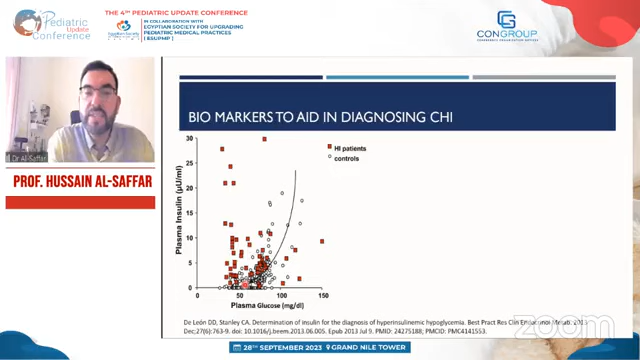 Pediatric
Update
Conference
THE 4TH PEDIATRIC UPDATE CONFERENCE
IN COLLABORATION WITH
EGYPTIAN SOCIETY FOR UPGRADING
PEDIATRIC MEDICAL PRACTICES
( ESUPMP )
Egyptian Society
CONGROUP
Dr Al-Saffar
PROF. HUSSAIN AL-SAFFAR
BIO MARKERS TO AID IN DIAGNOSING CHI
HI patients
controls
Plasma Insulin (µU/ml)
30
25
20
15
10
5
0
0
50
100
150
Plasma Glucose (mg/dl)
De León DD, Stanley CA. Determination of insulin for the diagnosis of hyperinsulinemic hypoglycemia. Best Pract Res Clin Endocrinol Metab. 2013
Dec;27(6):763-9. doi: 10.1016/j.beem.2013.06.005. Epub 2013 Jul 9. PMID: 24275188; PMCID: PMC4141553.
zoom
28TH SEPTEMBER 2023 GRAND NILE TOWER